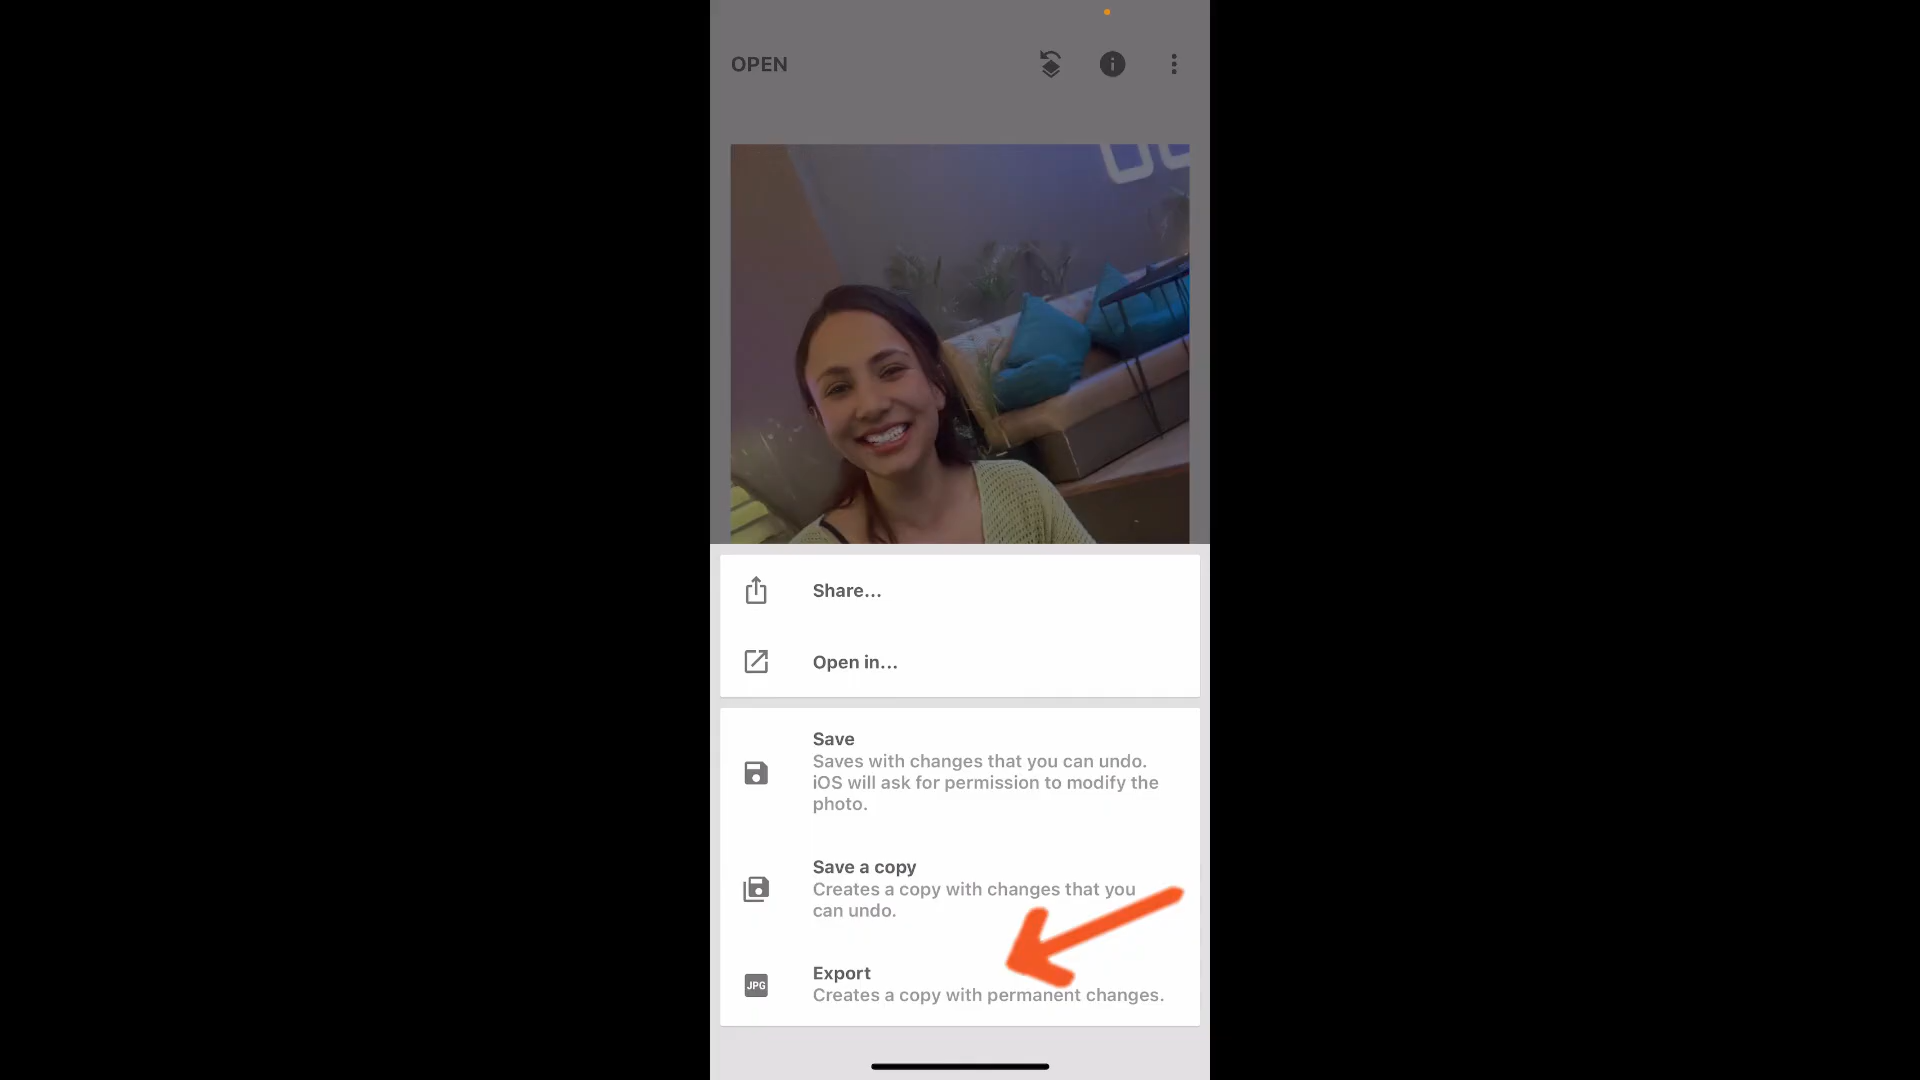 OPEN
Share...
Open in...
Save
Saves with changes that you can undo.
iOS will ask for permission to modify the
photo.
Save a copy
Creates a copy with changes that you
can undo.
JPG
Export
Creates a copy with permanent changes.